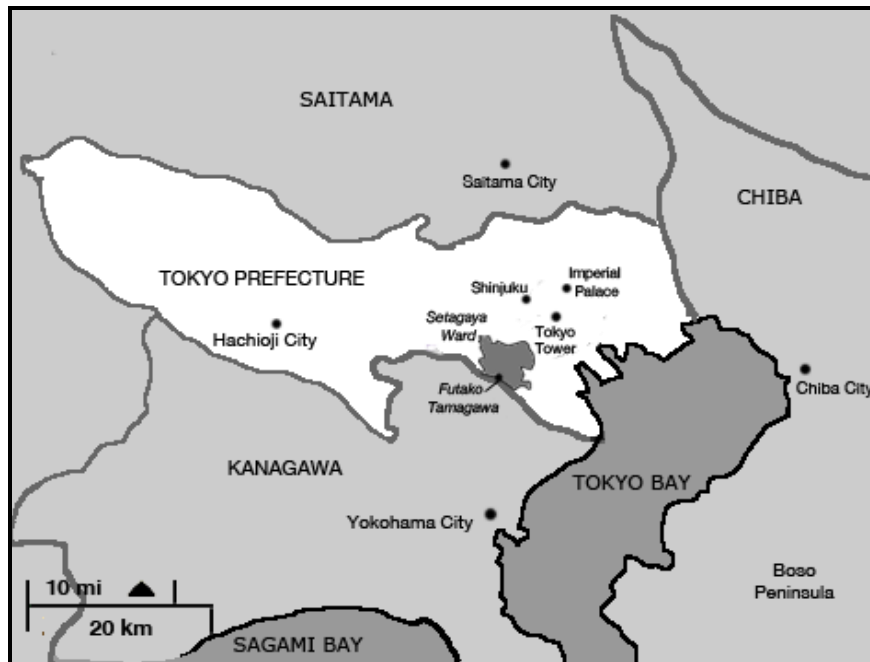 SAITAMA
Saitama City
CHIBA
TOKYO PREFECTURE
Shinjuku
Imperial
Palace
Setagaya
Ward
Tokyo
Tower
Hachioji City
Futako
Tamagawa
Chiba City
KANAGAWA
TOKYO BAY
Yokohama City
Boso
Peninsula
10 mi
20 km
SAGAMI BAY